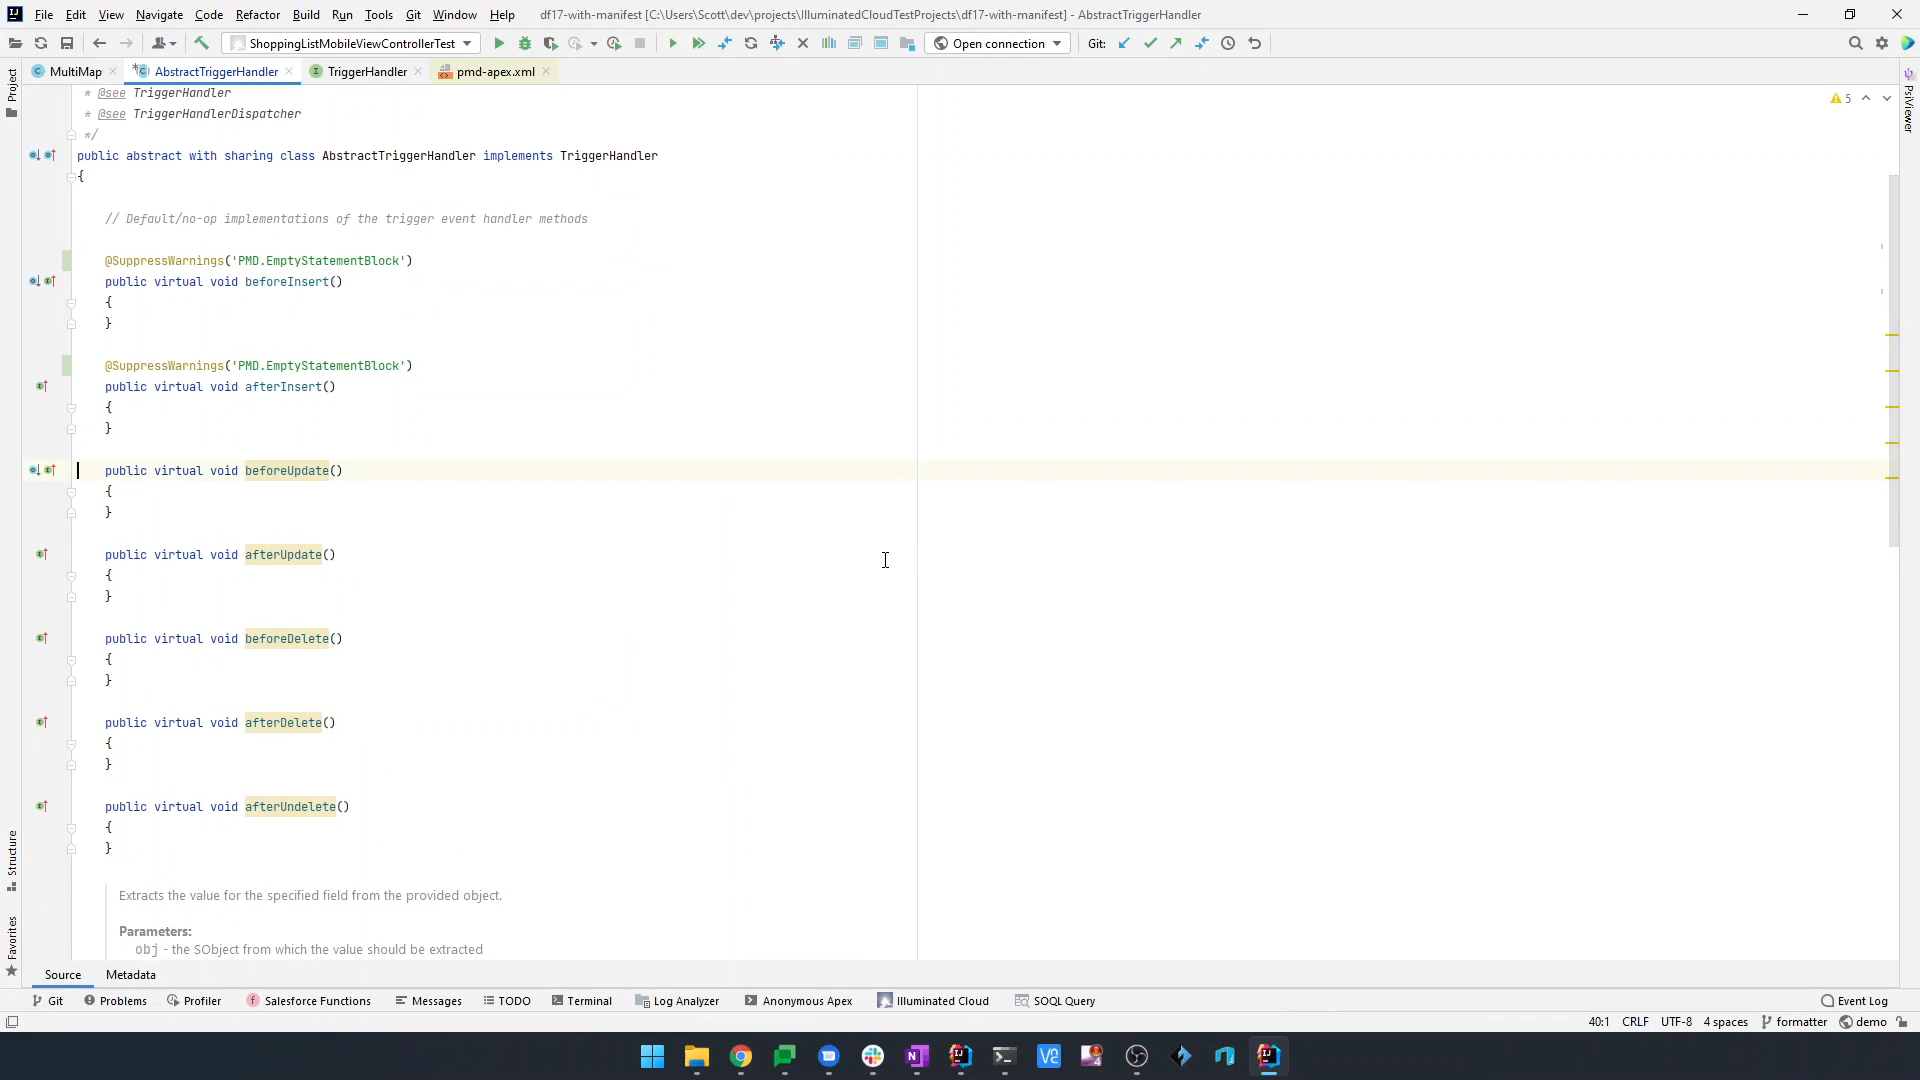 File Edit View Navigate Code Refactor Build Run Tools Git Window Help df17-with-manifest [C:\Users\Scott\dev\projects\IlluminatedCloudTestProjects\df17-with-manifest] - AbstractTriggerHandler
ShoppingListMobileViewControllerTest Open connection Git:
MultiMap AbstractTriggerHandler TriggerHandler pmd-apex.xml
Project
PsiViewer
5
* @see TriggerHandler
* @see TriggerHandlerDispatcher
*/
public abstract with sharing class AbstractTriggerHandler implements TriggerHandler
{
// Default/no-op implementations of the trigger event handler methods
@SuppressWarnings('PMD.EmptyStatementBlock')
public virtual void beforeInsert()
{
}
@SuppressWarnings('PMD.EmptyStatementBlock')
public virtual void afterInsert()
{
}
public virtual void beforeUpdate()
{
}
public virtual void afterUpdate()
{
}
public virtual void beforeDelete()
{
}
public virtual void afterDelete()
{
}
public virtual void afterUndelete()
{
}
Extracts the value for the specified field from the provided object.
Parameters:
obj - the SObject from which the value should be extracted
Structure
Favorites
Source Metadata
Git Problems Profiler Salesforce Functions Messages TODO Terminal Log Analyzer Anonymous Apex Illuminated Cloud SOQL Query Event Log
40:1 CRLF UTF-8 4 spaces formatter demo